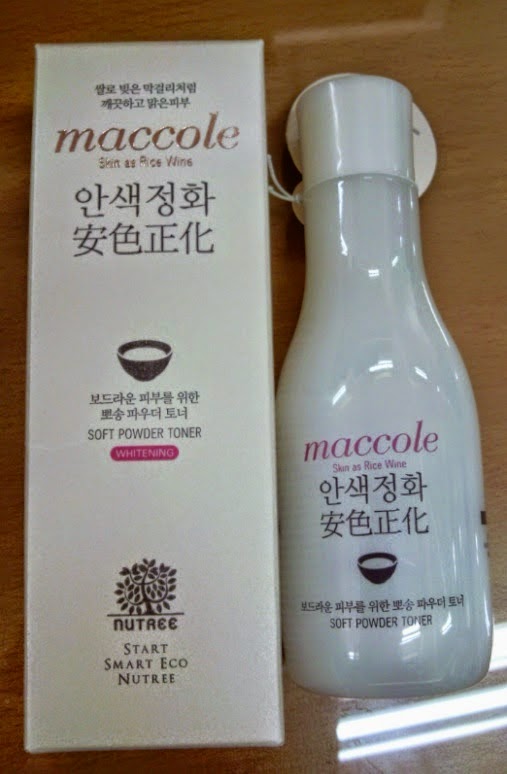 쌀로 빚은 막걸리처럼
깨끗하고 맑은피부
maccole
Skin as Rice Wine
안색정화
安色正化
보드라운 피부를 위한
뽀송 파우더 토너
SOFT POWDER TONER
WHITENING
NUTREE
START
SMART ECO
NUTREE
maccole
Skin as Rice Wine
안색정화
安色正化
보드라운 피부를 위한 뽀송 파우더 토너
SOFT POWDER TONER